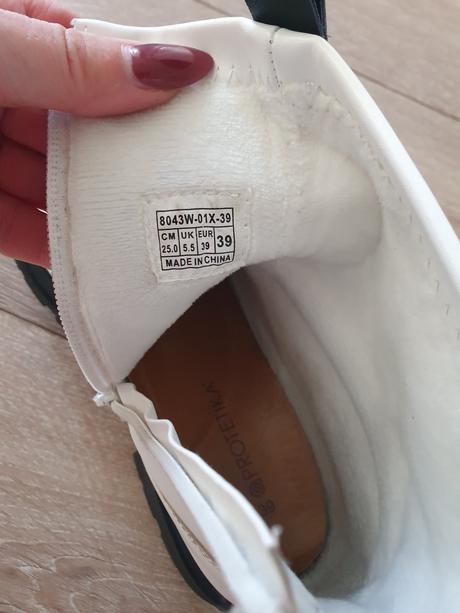 8043W-01X-39
CM UK EUR 39
25.0 5.5 39
MADE IN CHINA
PROTETIKA